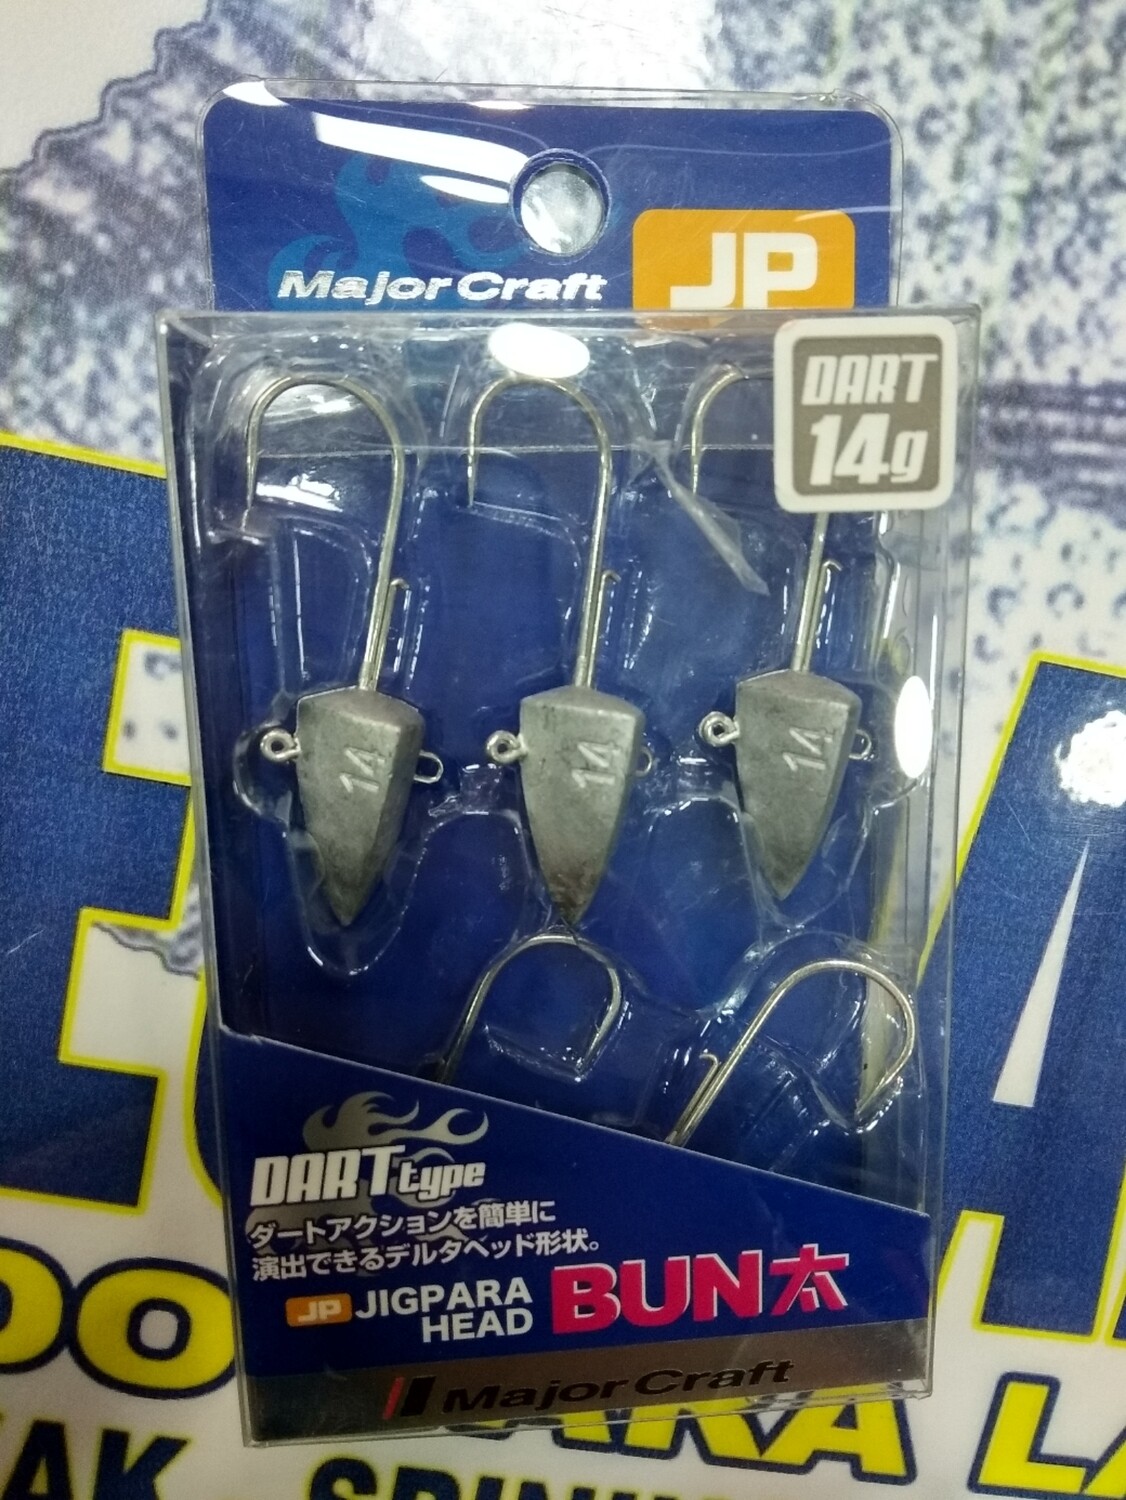 Major Craft
JP
DART
14g
14
14
14
DART type
ダートアクションを簡単に
演出できるデルタヘッド形状。
JP JIGPARA
HEAD
BUN太
Major Craft